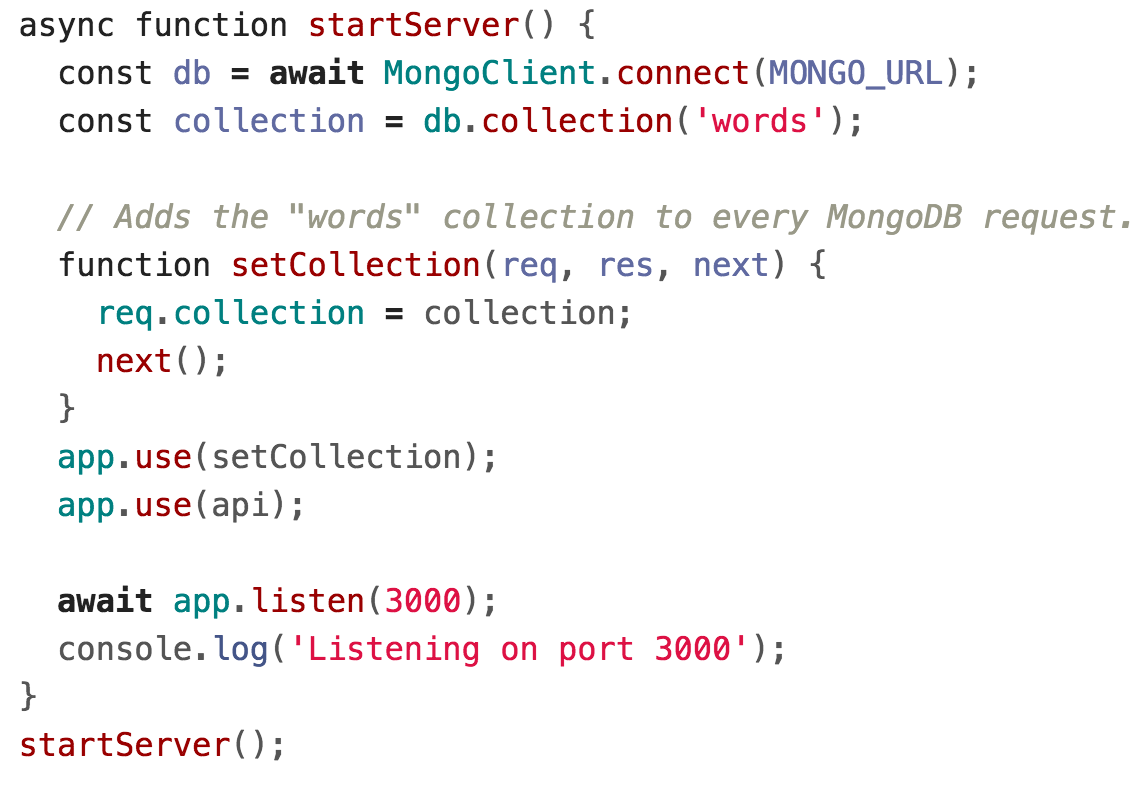 async function startServer() {
  const db = await MongoClient.connect(MONGO_URL);
  const collection = db.collection('words');

  // Adds the "words" collection to every MongoDB request.
  function setCollection(req, res, next) {
    req.collection = collection;
    next();
  }
  app.use(setCollection);
  app.use(api);

  await app.listen(3000);
  console.log('Listening on port 3000');
}
startServer();